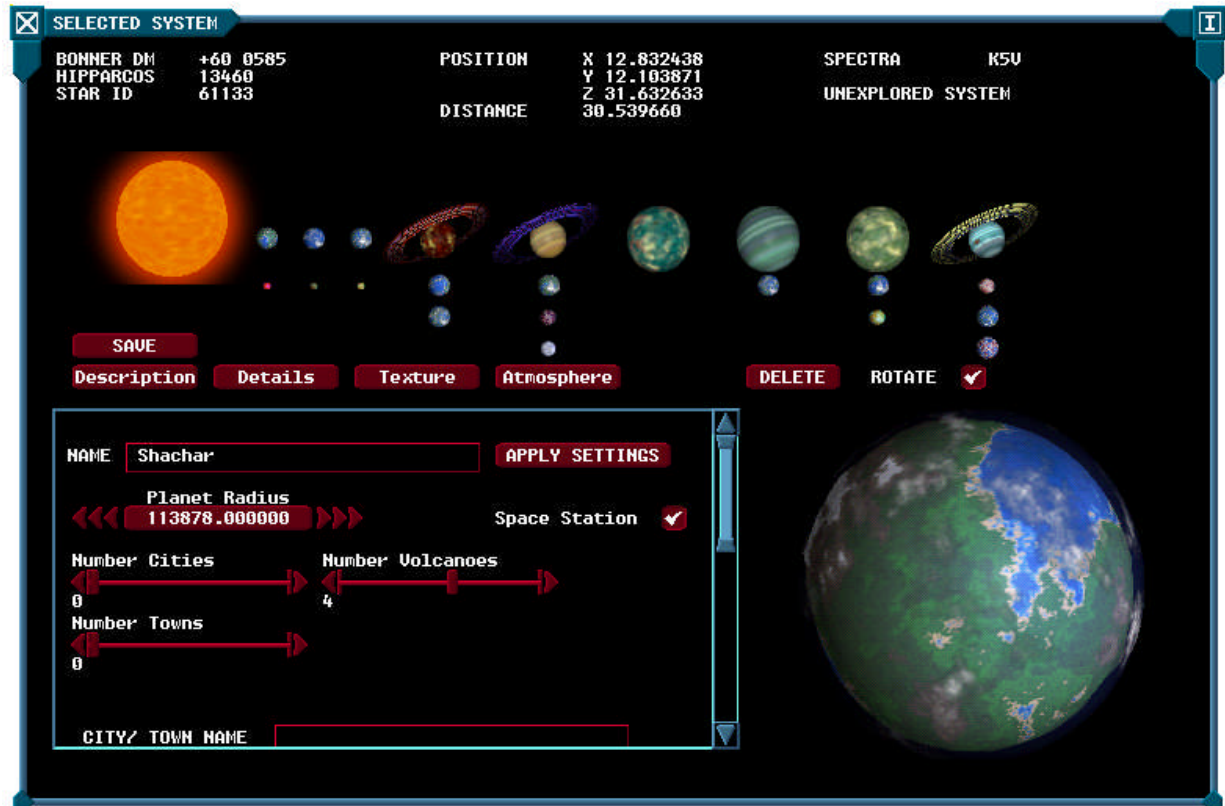 SELECTED SYSTEM
I
BONNER DM +60 0585
HIPPARCOS 13460
STAR ID 61133
POSITION X 12.832438
Y 12.103871
Z 31.632633
DISTANCE 30.539660
SPECTRA K5V
UNEXPLORED SYSTEM
SAVE
Description Details Texture Atmosphere DELETE ROTATE
NAME Shachar APPLY SETTINGS
Planet Radius
113878.000000
Space Station
Number Cities
0
Number Volcanoes
4
Number Towns
0
CITY/ TOWN NAME